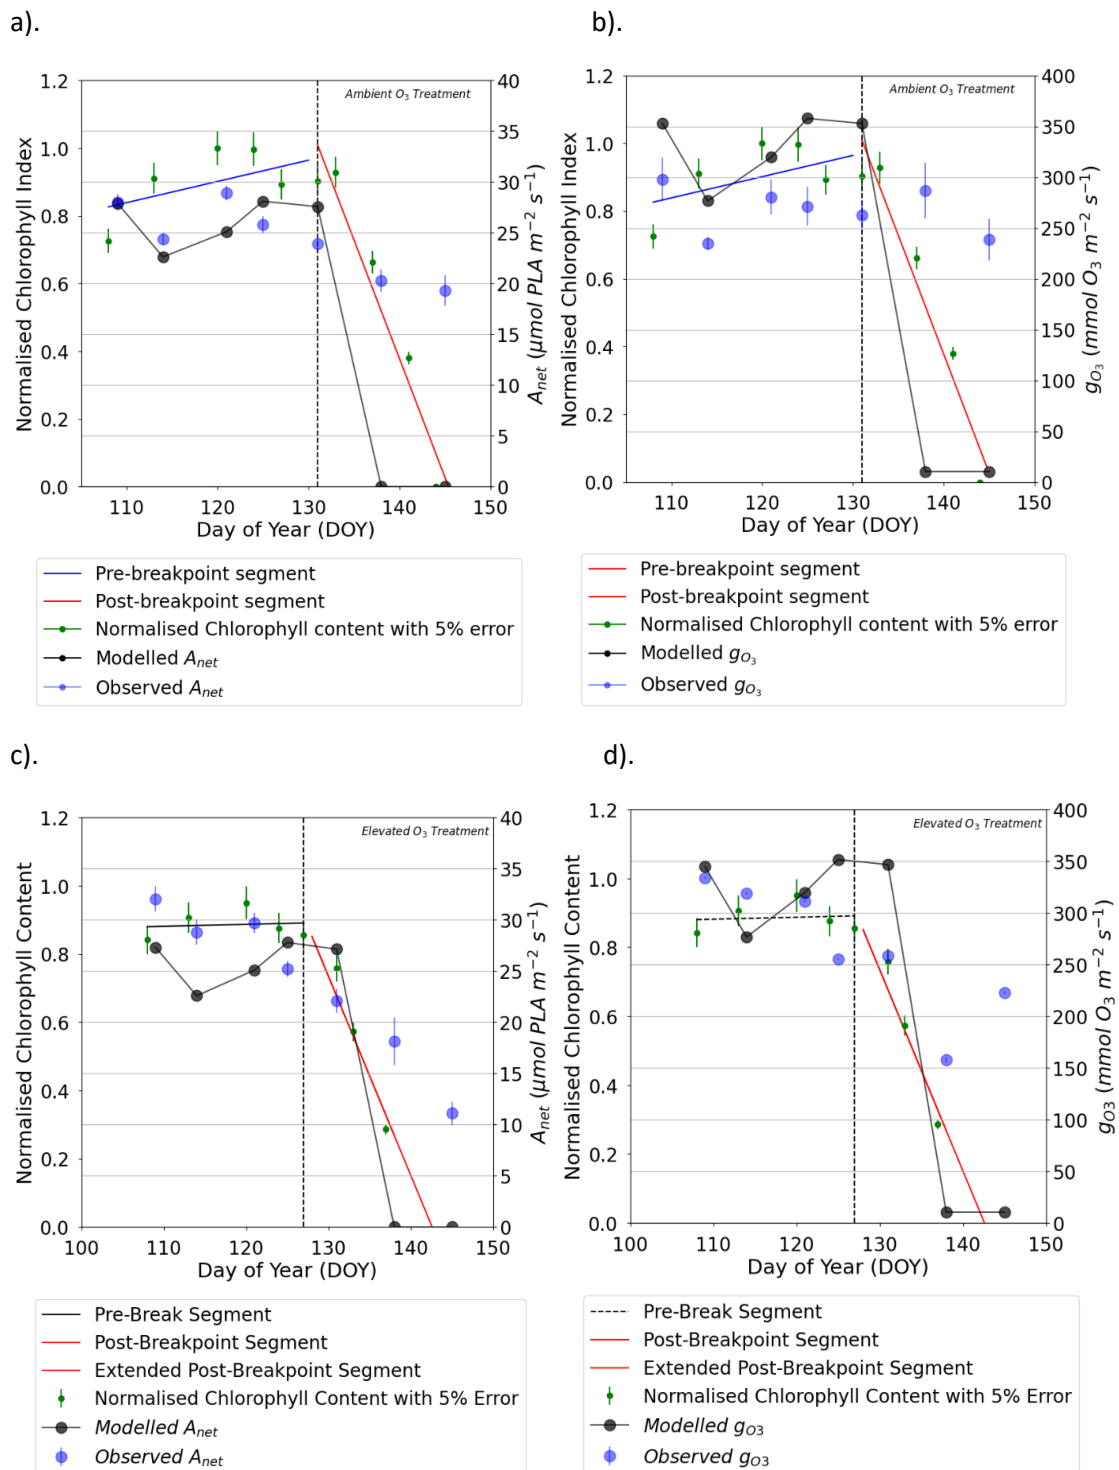 a).
b).
Ambient O₃ Treatment
1.2
1.0
0.8
0.6
0.4
0.2
0.0
Normalised Chlorophyll Index
40
35
30
25
20
15
10
5
0
A_net (μmol PLA m⁻² s⁻¹)
110 120 130 140 150
Day of Year (DOY)
Pre-breakpoint segment
Post-breakpoint segment
Normalised Chlorophyll content with 5% error
Modelled A_net
Observed A_net
Ambient O₃ Treatment
1.2
1.0
0.8
0.6
0.4
0.2
0.0
Normalised Chlorophyll Index
400
350
300
250
200
150
100
50
0
g_O₃ (mmol O₃ m⁻² s⁻¹)
110 120 130 140 150
Day of Year (DOY)
Pre-breakpoint segment
Post-breakpoint segment
Normalised Chlorophyll content with 5% error
Modelled g_O₃
Observed g_O₃
c).
d).
Elevated O₃ Treatment
1.2
1.0
0.8
0.6
0.4
0.2
0.0
Normalised Chlorophyll Content
40
35
30
25
20
15
10
5
0
A_net (μmol PLA m⁻² s⁻¹)
100 110 120 130 140 150
Day of Year (DOY)
Pre-Break Segment
Post-Breakpoint Segment
Extended Post-Breakpoint Segment
Normalised Chlorophyll Content with 5% Error
Modelled A_net
Observed A_net
Elevated O₃ Treatment
1.2
1.0
0.8
0.6
0.4
0.2
0.0
Normalised Chlorophyll Content
400
350
300
250
200
150
100
50
0
g_O3 (mmol O₃ m⁻² s⁻¹)
100 110 120 130 140 150
Day of Year (DOY)
Pre-Break Segment
Post-Breakpoint Segment
Extended Post-Breakpoint Segment
Normalised Chlorophyll Content with 5% Error
Modelled g_O3
Observed g_O3